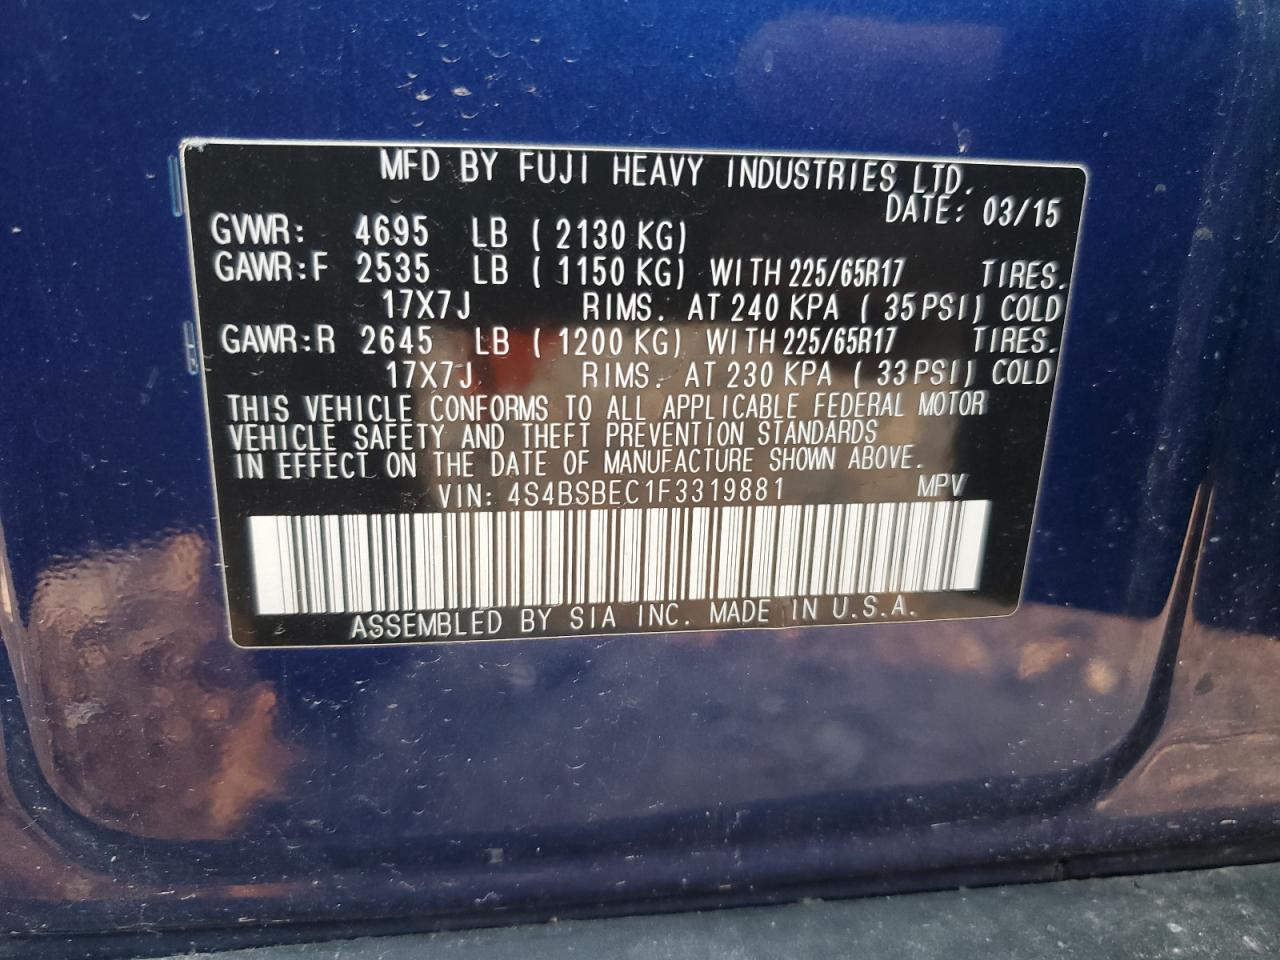 MFD BY FUJI HEAVY INDUSTRIES LTD.
DATE: 03/15
GVWR: 4695 LB ( 2130 KG)
GAWR:F 2535 LB ( 1150 KG) WITH 225/65R17 TIRES.
17X7J RIMS. AT 240 KPA ( 35 PSI) COLD
GAWR:R 2645 LB ( 1200 KG) WITH 225/65R17 TIRES.
17X7J RIMS. AT 230 KPA ( 33 PSI) COLD
THIS VEHICLE CONFORMS TO ALL APPLICABLE FEDERAL MOTOR
VEHICLE SAFETY AND THEFT PREVENTION STANDARDS
IN EFFECT ON THE DATE OF MANUFACTURE SHOWN ABOVE.
VIN: 4S4BSBEC1F3319881 MPV
ASSEMBLED BY SIA INC. MADE IN U.S.A.